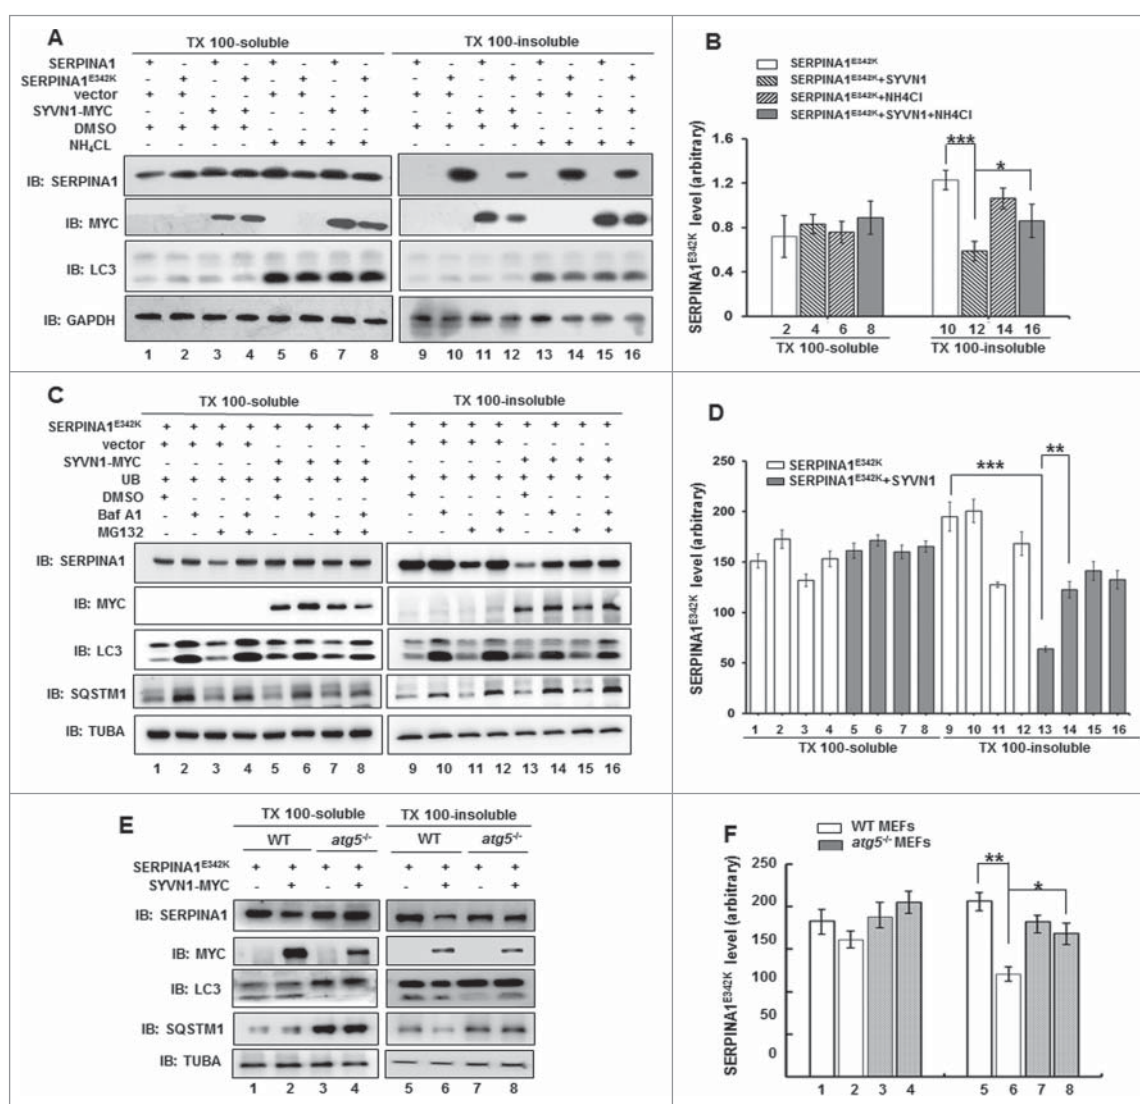 A
TX 100-soluble TX 100-insoluble
SERPINA1 + - + - + - + - + - + - + - + -
SERPINA1E342K - + - + - + - + - + - + - + - +
vector + + - - + + - - + + - - + + - -
SYVN1-MYC - - + + - - + + - - + + - - + +
DMSO + + + + - - - - + + + + - - - -
NH₄CL - - - - + + + + - - - - + + + +
IB: SERPINA1
IB: MYC
IB: LC3
IB: GAPDH
1 2 3 4 5 6 7 8 9 10 11 12 13 14 15 16
B
SERPINA1E342K
SERPINA1E342K+SYVN1
SERPINA1E342K+NH4Cl
SERPINA1E342K+SYVN1+NH4Cl
SERPINA1E342K level (arbitrary)
1.6
1.2
0.8
0.4
0
***
*
2 4 6 8 10 12 14 16
TX 100-soluble TX 100-insoluble
C
TX 100-soluble TX 100-insoluble
SERPINA1E342K + + + + + + + + + + + + + + + +
vector + + + + - - - - + + + + - - - -
SYVN1-MYC - - - - + + + + - - - - + + + +
UB + + + + + + + + + + + + + + + +
DMSO + - - - + - - - + - - - + - - -
Baf A1 - + - + - + - + - + - + - + - +
MG132 - - + + - - + + - - + + - - + +
IB: SERPINA1
IB: MYC
IB: LC3
IB: SQSTM1
IB: TUBA
1 2 3 4 5 6 7 8 9 10 11 12 13 14 15 16
D
SERPINA1E342K
SERPINA1E342K+SYVN1
SERPINA1E342K level (arbitrary)
250
200
150
100
50
0
***
**
1 2 3 4 5 6 7 8 9 10 11 12 13 14 15 16
TX 100-soluble TX 100-insoluble
E
TX 100-soluble TX 100-insoluble
WT atg5-/- WT atg5-/-
SERPINA1E342K + + + + + + + +
SYVN1-MYC - + - + - + - +
IB: SERPINA1
IB: MYC
IB: LC3
IB: SQSTM1
IB: TUBA
1 2 3 4 5 6 7 8
F
WT MEFs
atg5-/- MEFs
SERPINA1E342K level (arbitrary)
200
150
100
50
0
**
*
1 2 3 4 5 6 7 8